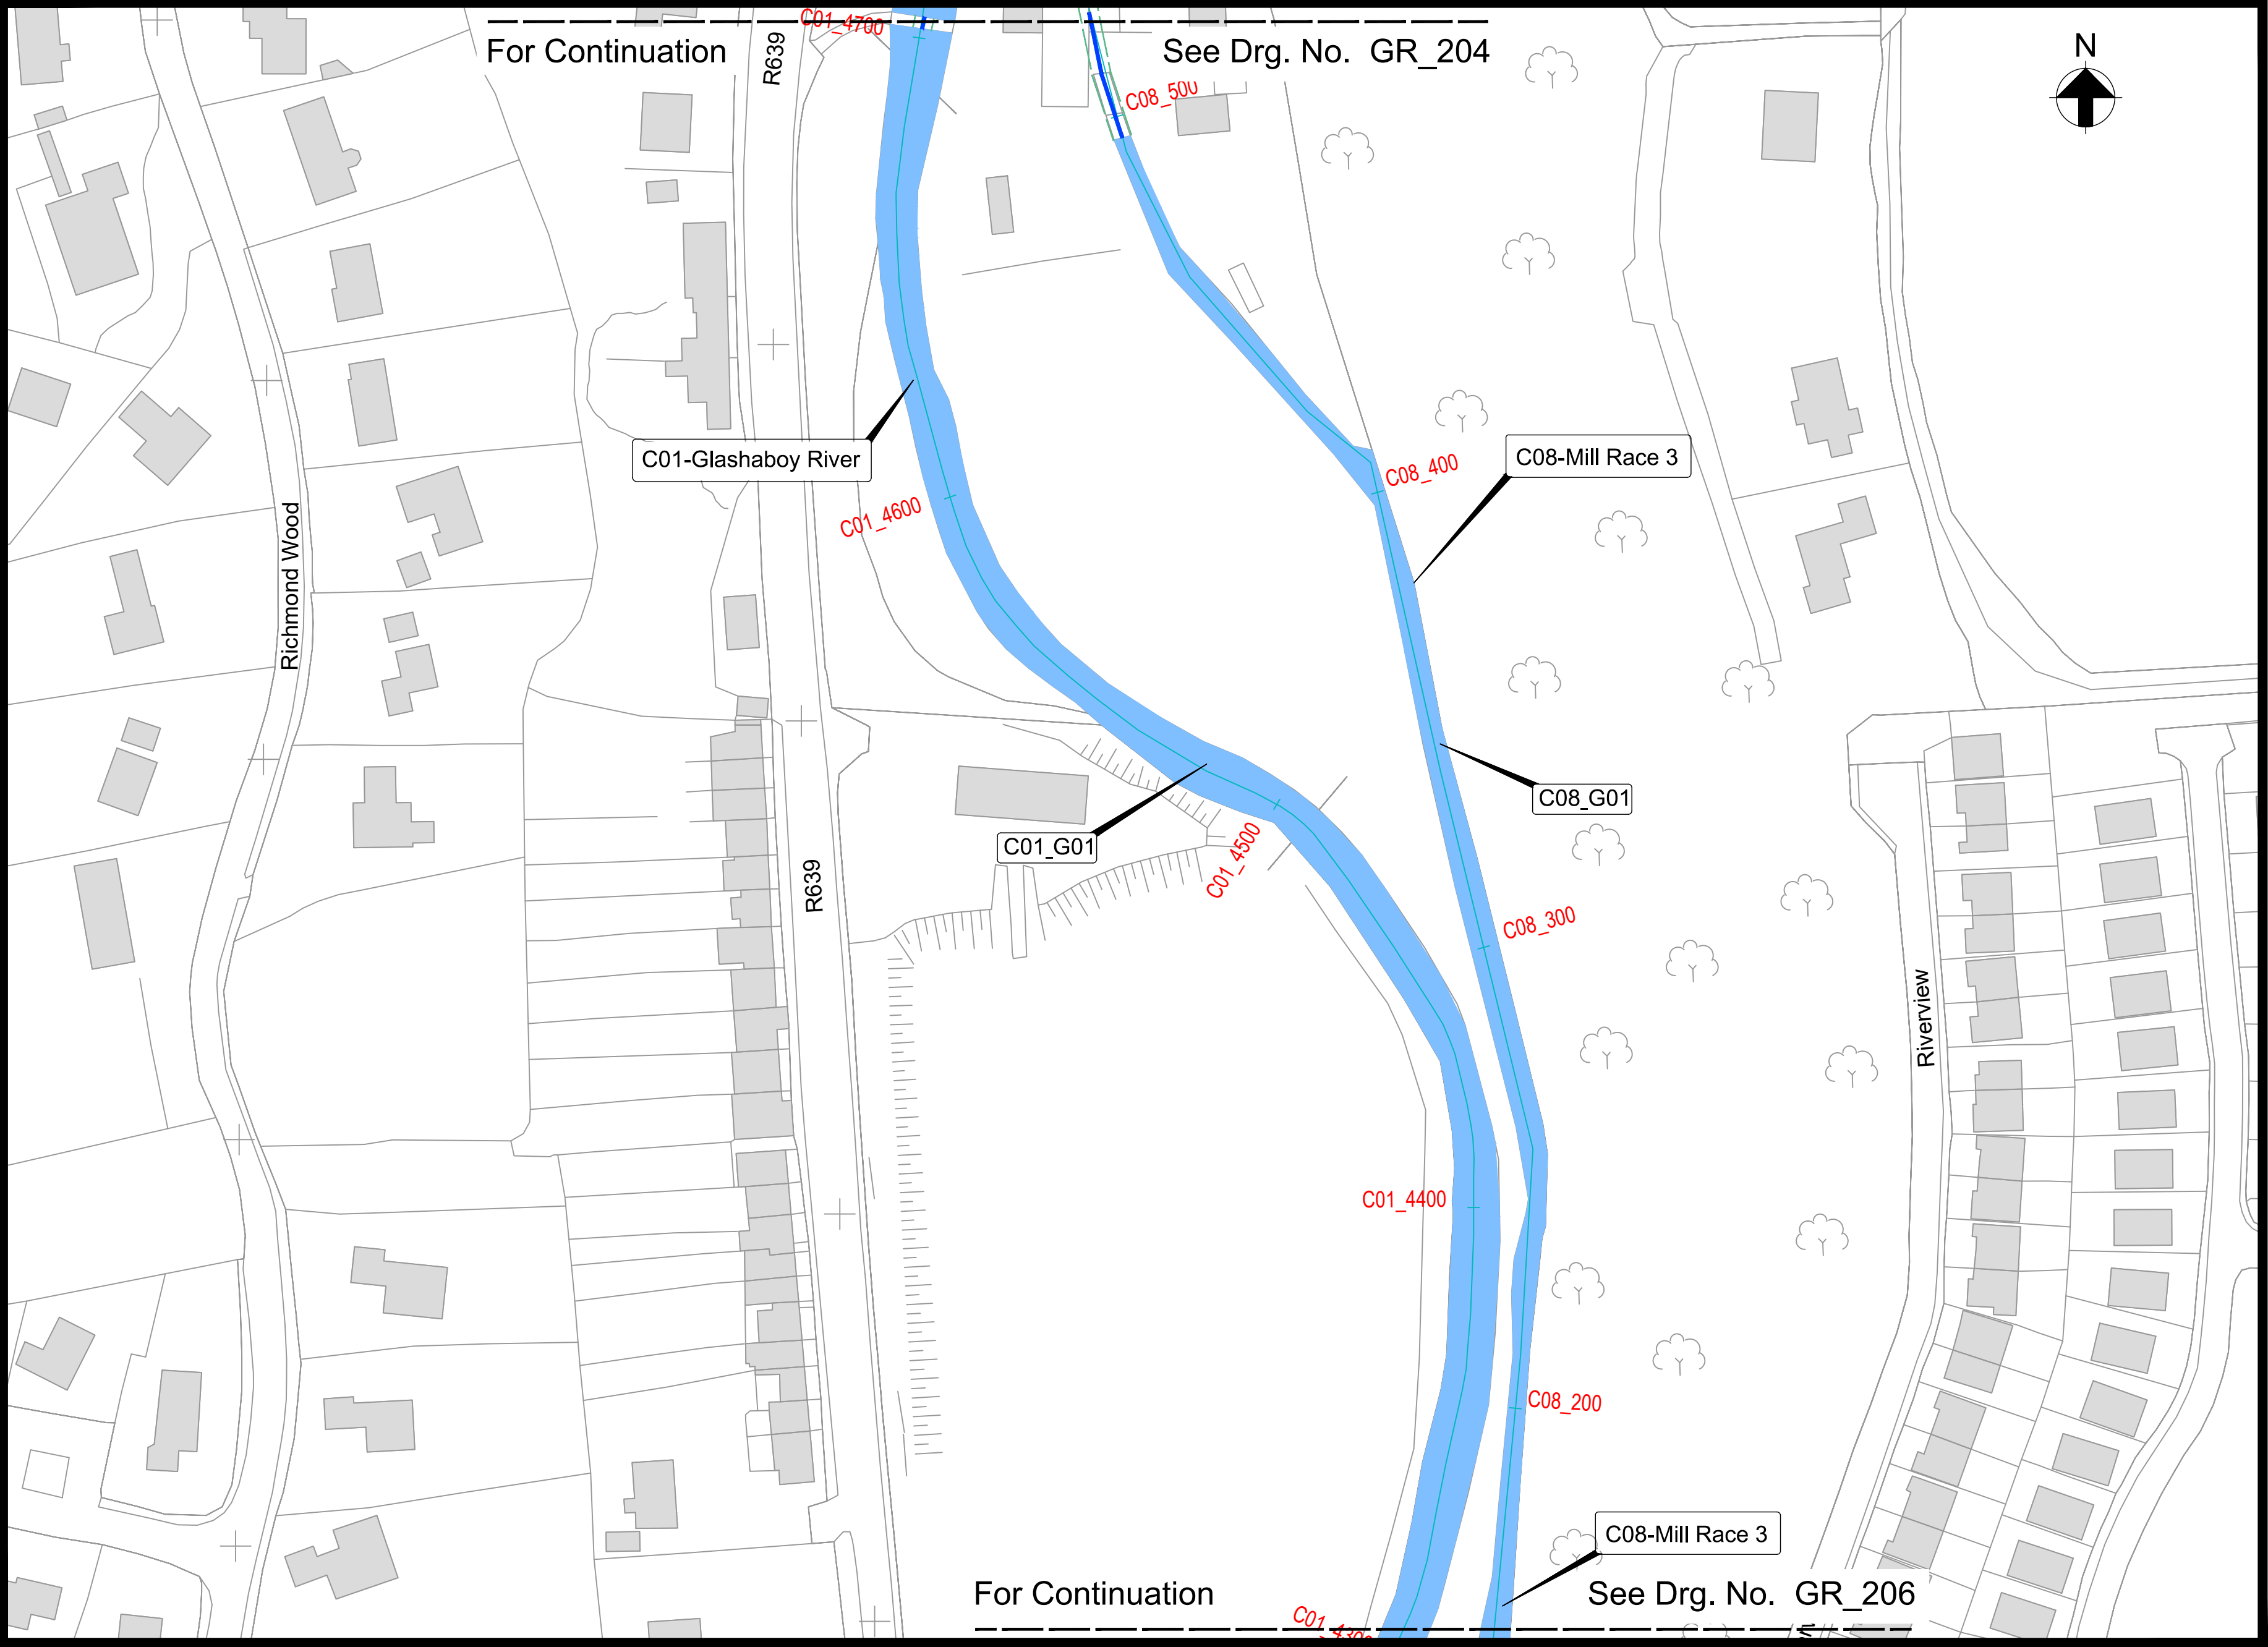 C01_4700
For Continuation
See Drg. No. GR_204
N
R639
C08_500
C01-Glashaboy River
C08-Mill Race 3
C08_400
C01_4600
Richmond Wood
C08_G01
C01_G01
C01_4500
R639
C08_300
Riverview
C01_4400
C08_200
C08-Mill Race 3
For Continuation
See Drg. No. GR_206